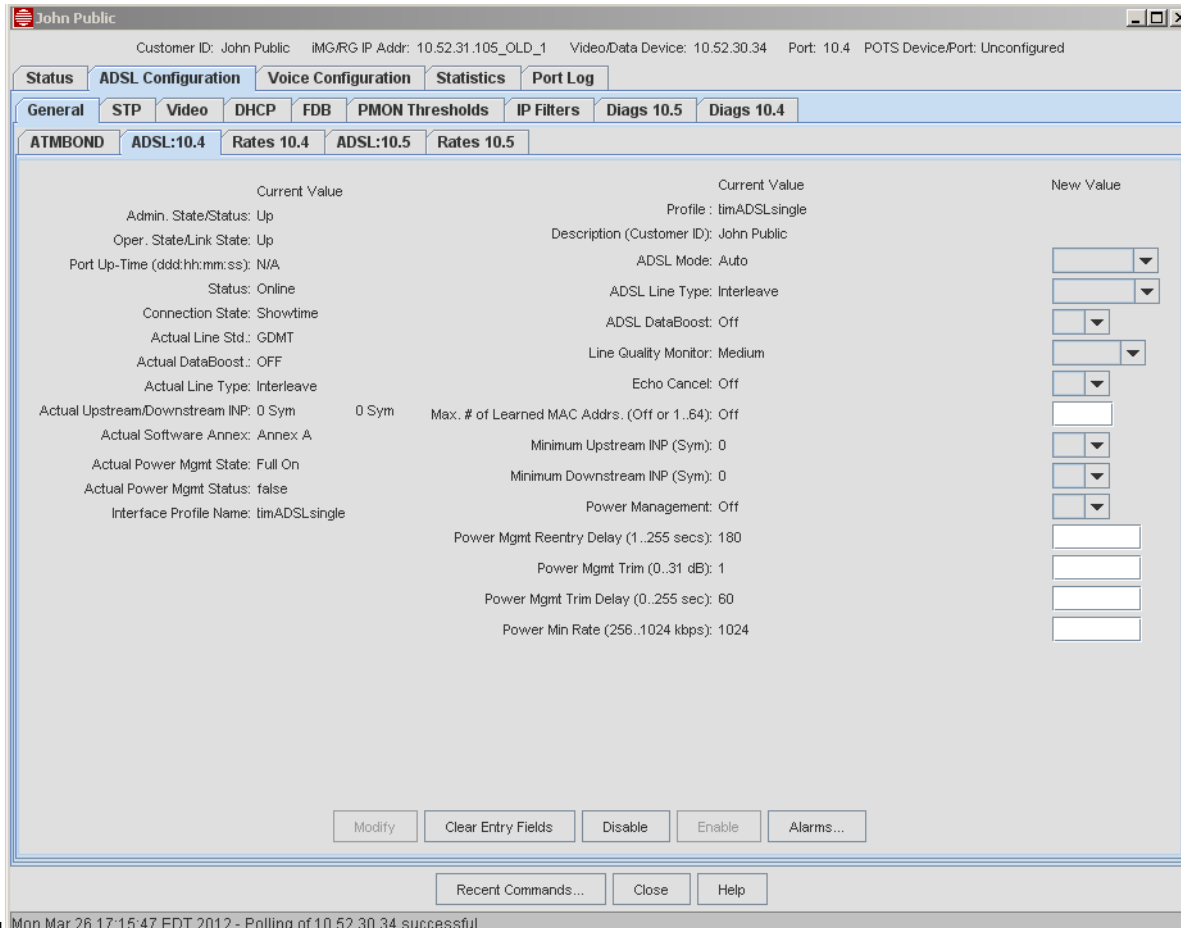 John Public
Customer ID: John Public iMG/RG IP Addr: 10.52.31.105_OLD_1 Video/Data Device: 10.52.30.34 Port: 10.4 POTS Device/Port: Unconfigured
Status ADSL Configuration Voice Configuration Statistics Port Log
General STP Video DHCP FDB PMON Thresholds IP Filters Diags 10.5 Diags 10.4
ATMBOND ADSL:10.4 Rates 10.4 ADSL:10.5 Rates 10.5
Current Value
Admin. State/Status: Up
Oper. State/Link State: Up
Port Up-Time (ddd:hh:mm:ss): N/A
Status: Online
Connection State: Showtime
Actual Line Std.: GDMT
Actual DataBoost.: OFF
Actual Line Type: Interleave
Actual Upstream/Downstream INP: 0 Sym 0 Sym
Actual Software Annex: Annex A
Actual Power Mgmt State: Full On
Actual Power Mgmt Status: false
Interface Profile Name: timADSLsingle
Current Value New Value
Profile : timADSLsingle
Description (Customer ID): John Public
ADSL Mode: Auto
ADSL Line Type: Interleave
ADSL DataBoost: Off
Line Quality Monitor: Medium
Echo Cancel: Off
Max. # of Learned MAC Addrs. (Off or 1..64): Off
Minimum Upstream INP (Sym): 0
Minimum Downstream INP (Sym): 0
Power Management: Off
Power Mgmt Reentry Delay (1..255 secs): 180
Power Mgmt Trim (0..31 dB): 1
Power Mgmt Trim Delay (0..255 sec): 60
Power Min Rate (256..1024 kbps): 1024
Modify Clear Entry Fields Disable Enable Alarms...
Recent Commands... Close Help
Mon Mar 26 17:15:47 EDT 2012 - Polling of 10.52.30.34 successful